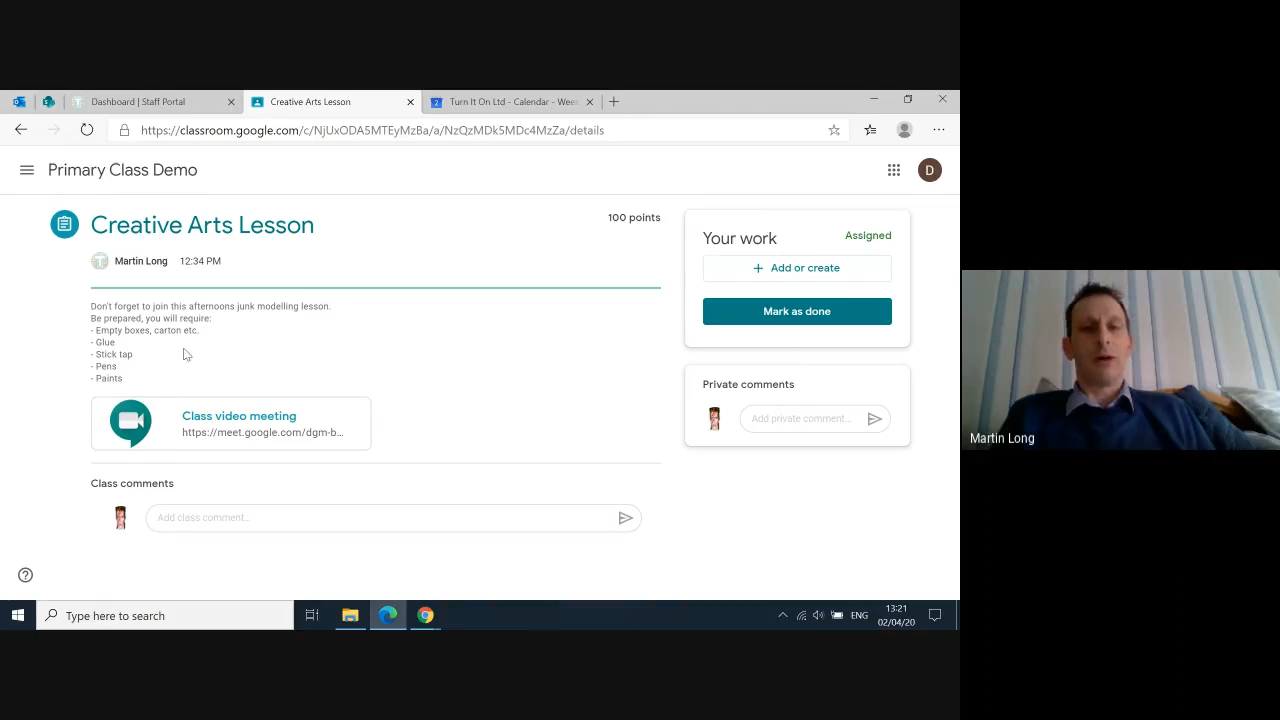 Dashboard | Staff Portal
Creative Arts Lesson
Turn It On Ltd - Calendar - Wee
https://classroom.google.com/c/NjUxODA5MTEyMzBa/a/NzQzMDk5MDc4MzZa/details
Primary Class Demo
D
Creative Arts Lesson
100 points
Martin Long 12:34 PM
Don't forget to join this afternoons junk modelling lesson.
Be prepared, you will require:
- Empty boxes, carton etc.
- Glue
- Stick tap
- Pens
- Paints
Class video meeting
https://meet.google.com/dgm-b...
Class comments
Add class comment...
Your work
Assigned
+ Add or create
Mark as done
Private comments
Add private comment...
Martin Long
Type here to search
ENG
13:21
02/04/20